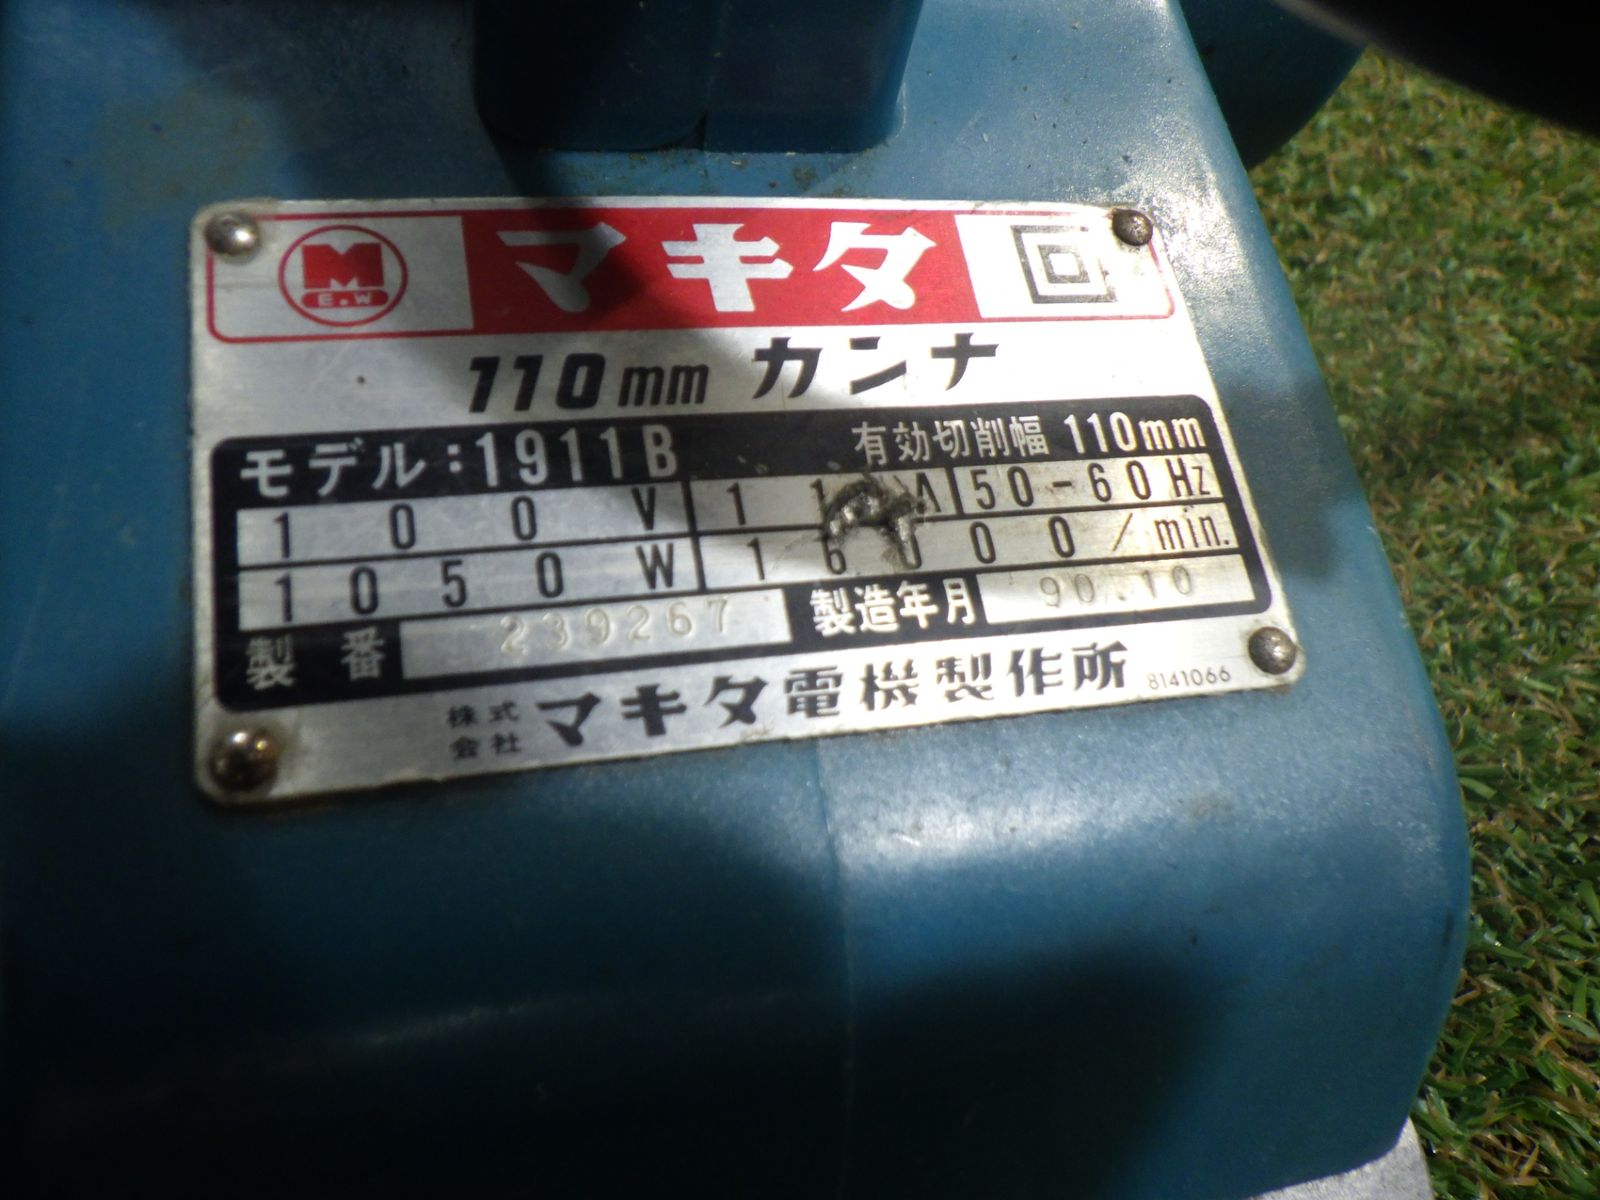 M
E.W
マキタ
110mm カンナ
モデル:1911B 有効切削幅 110mm
100V 11A 50-60Hz
1050W 16000/min.
製番 239267 製造年月 90.10
株式会社 マキタ電機製作所 8141066